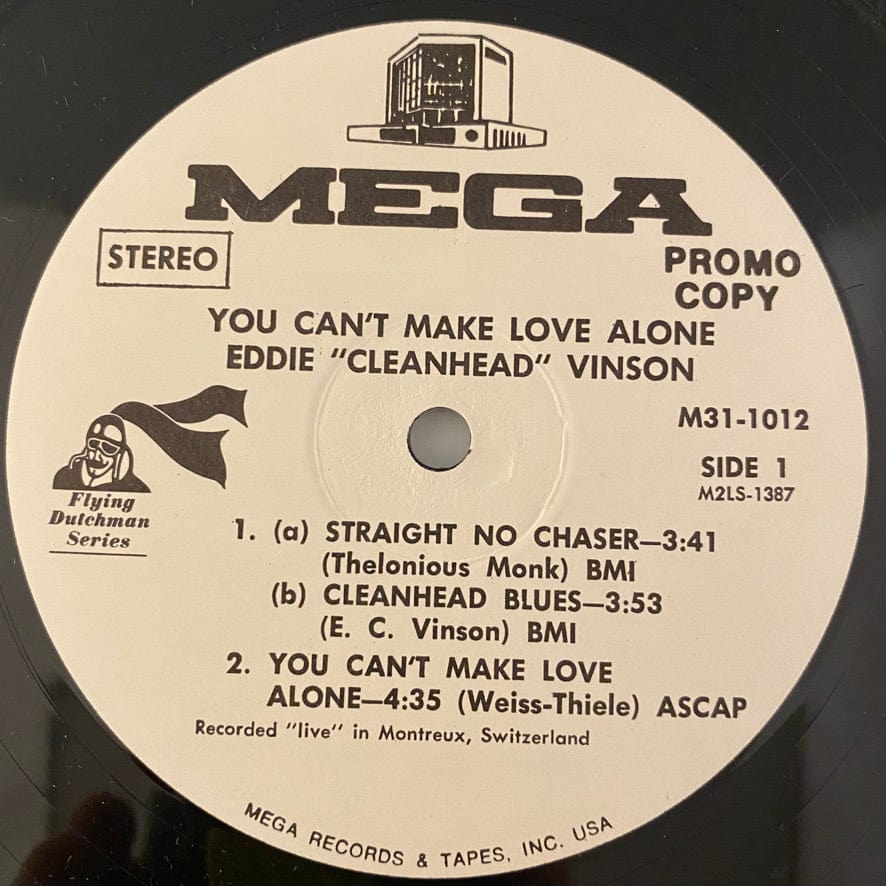 MEGA
STEREO
PROMO
COPY
YOU CAN'T MAKE LOVE ALONE
EDDIE "CLEANHEAD" VINSON
M31-1012
SIDE 1
M2LS-1387
Flying
Dutchman
Series
1. (a) STRAIGHT NO CHASER—3:41
(Thelonious Monk) BMI
(b) CLEANHEAD BLUES—3:53
(E. C. Vinson) BMI
2. YOU CAN'T MAKE LOVE
ALONE—4:35 (Weiss-Thiele) ASCAP
Recorded "live" in Montreux, Switzerland
MEGA RECORDS & TAPES, INC. USA